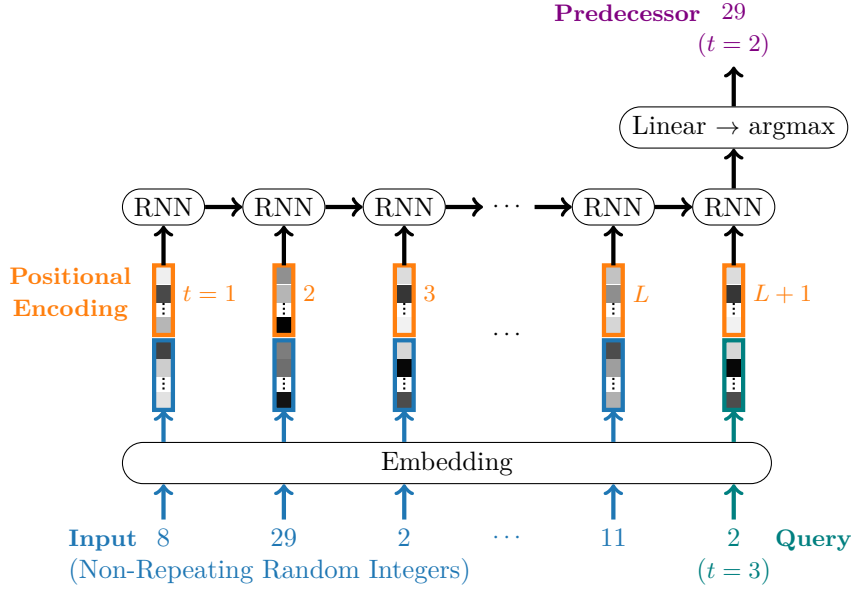 Predecessor 29
(t = 2)
Linear → argmax
RNN RNN RNN ··· RNN RNN
Positional
Encoding
t = 1 2 3 L L + 1
···
Embedding
Input 8 29 2 ··· 11 2 Query
(Non-Repeating Random Integers) (t = 3)